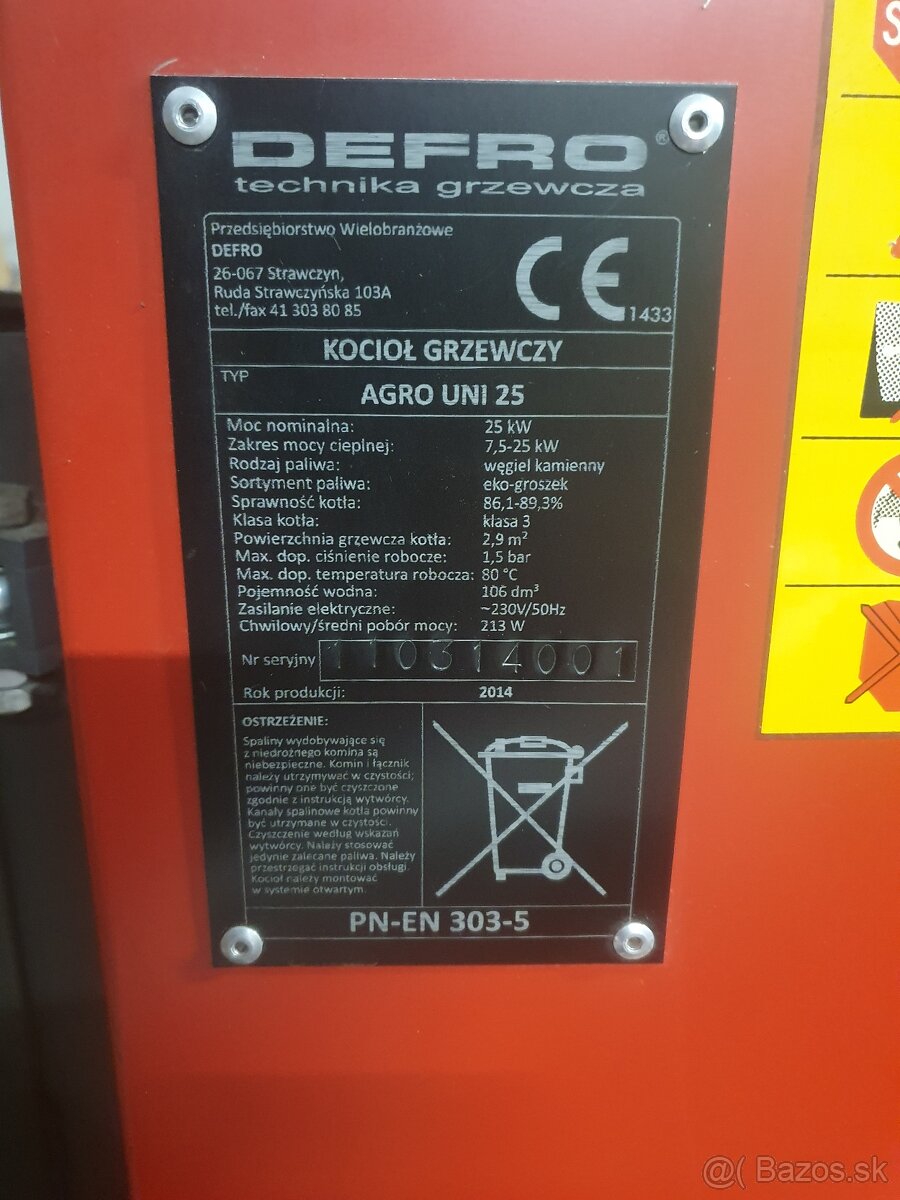 DEFRO®
technika grzewcza
Przedsiębiorstwo Wielobranżowe
DEFRO
26-067 Strawczyn,
Ruda Strawczyńska 103A
tel./fax 41 303 80 85
CE 1433
KOCIOŁ GRZEWCZY
TYP
AGRO UNI 25
Moc nominalna: 25 kW
Zakres mocy cieplnej: 7,5-25 kW
Rodzaj paliwa: węgiel kamienny
Sortyment paliwa: eko-groszek
Sprawność kotła: 86,1-89,3%
Klasa kotła: klasa 3
Powierzchnia grzewcza kotła: 2,9 m²
Max. dop. ciśnienie robocze: 1,5 bar
Max. dop. temperatura robocza: 80 °C
Pojemność wodna: 106 dm³
Zasilanie elektryczne: ~230V/50Hz
Chwilowy/średni pobór mocy: 213 W
Nr seryjny 110314001
Rok produkcji: 2014
OSTRZEŻENIE:
Spaliny wydobywające się
z niedrożnego komina są
niebezpieczne. Komin i łącznik
należy utrzymywać w czystości;
powinny one być czyszczone
zgodnie z instrukcją wytwórcy.
Kanały spalinowe kotła powinny
być utrzymane w czystości.
Czyszczenie według wskazań
wytwórcy. Należy stosować
jedynie zalecane paliwa. Należy
przestrzegać instrukcji obsługi.
Kocioł należy montować
w systemie otwartym.
PN-EN 303-5
S
@( Bazos.sk